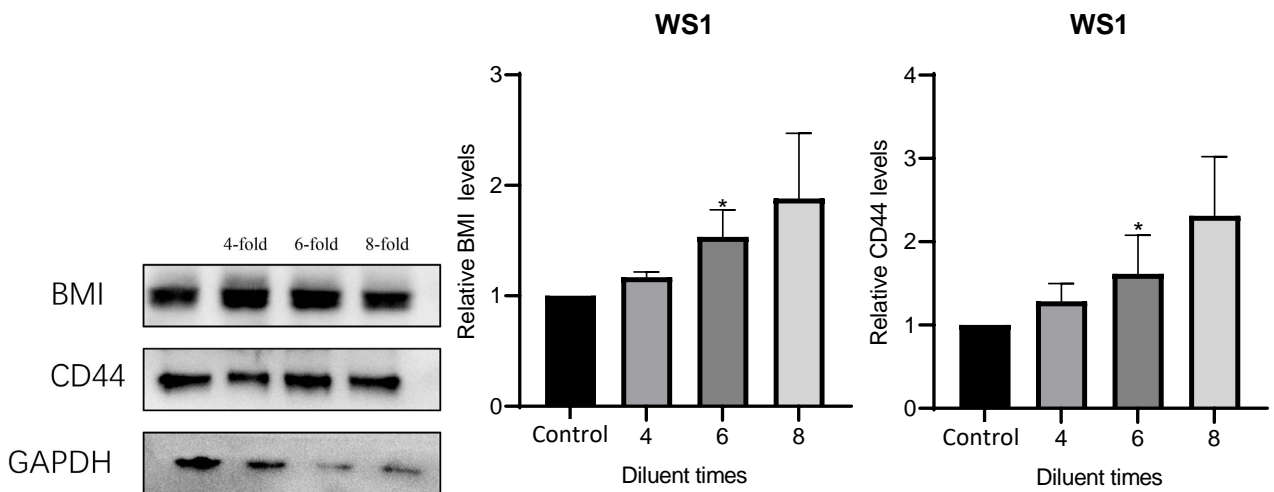 4-fold 6-fold 8-fold
BMI
CD44
GAPDH
WS1
Relative BMI levels
3
2
1
0
*
Control 4 6 8
Diluent times
WS1
Relative CD44 levels
4
3
2
1
0
*
Control 4 6 8
Diluent times